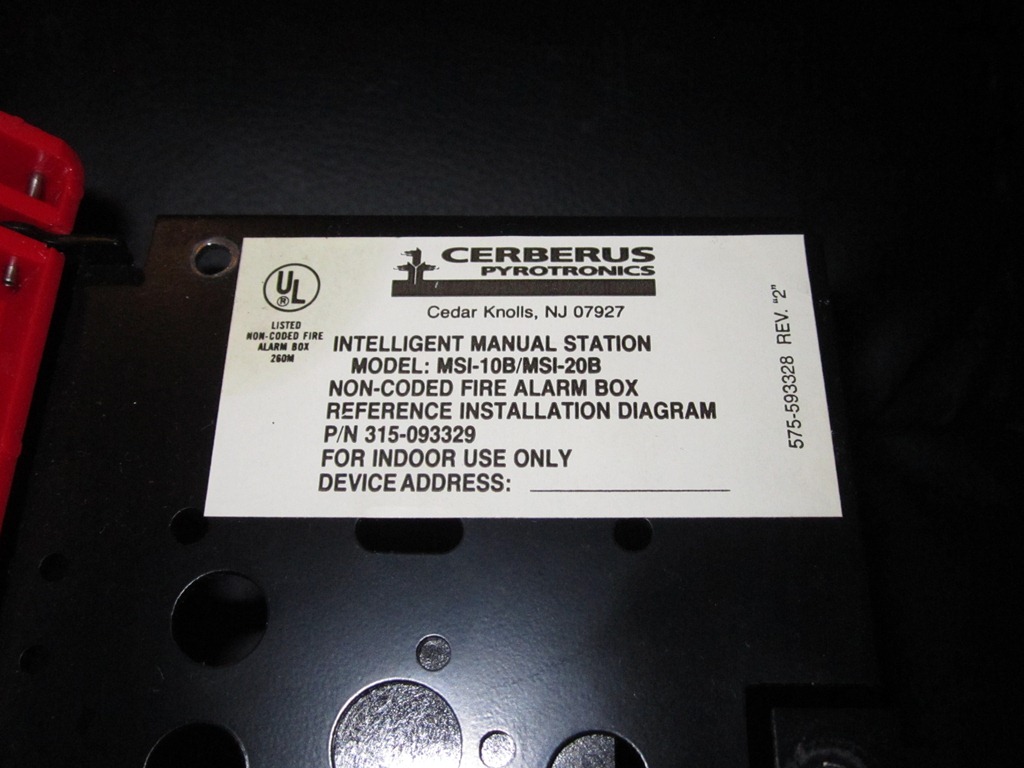 CERBERUS
PYROTRONICS
Cedar Knolls, NJ 07927
UL
®
LISTED
NON-CODED FIRE
ALARM BOX
260M
INTELLIGENT MANUAL STATION
MODEL: MSI-10B/MSI-20B
NON-CODED FIRE ALARM BOX
REFERENCE INSTALLATION DIAGRAM
P/N 315-093329
FOR INDOOR USE ONLY
DEVICE ADDRESS:
575-593328 REV. "2"